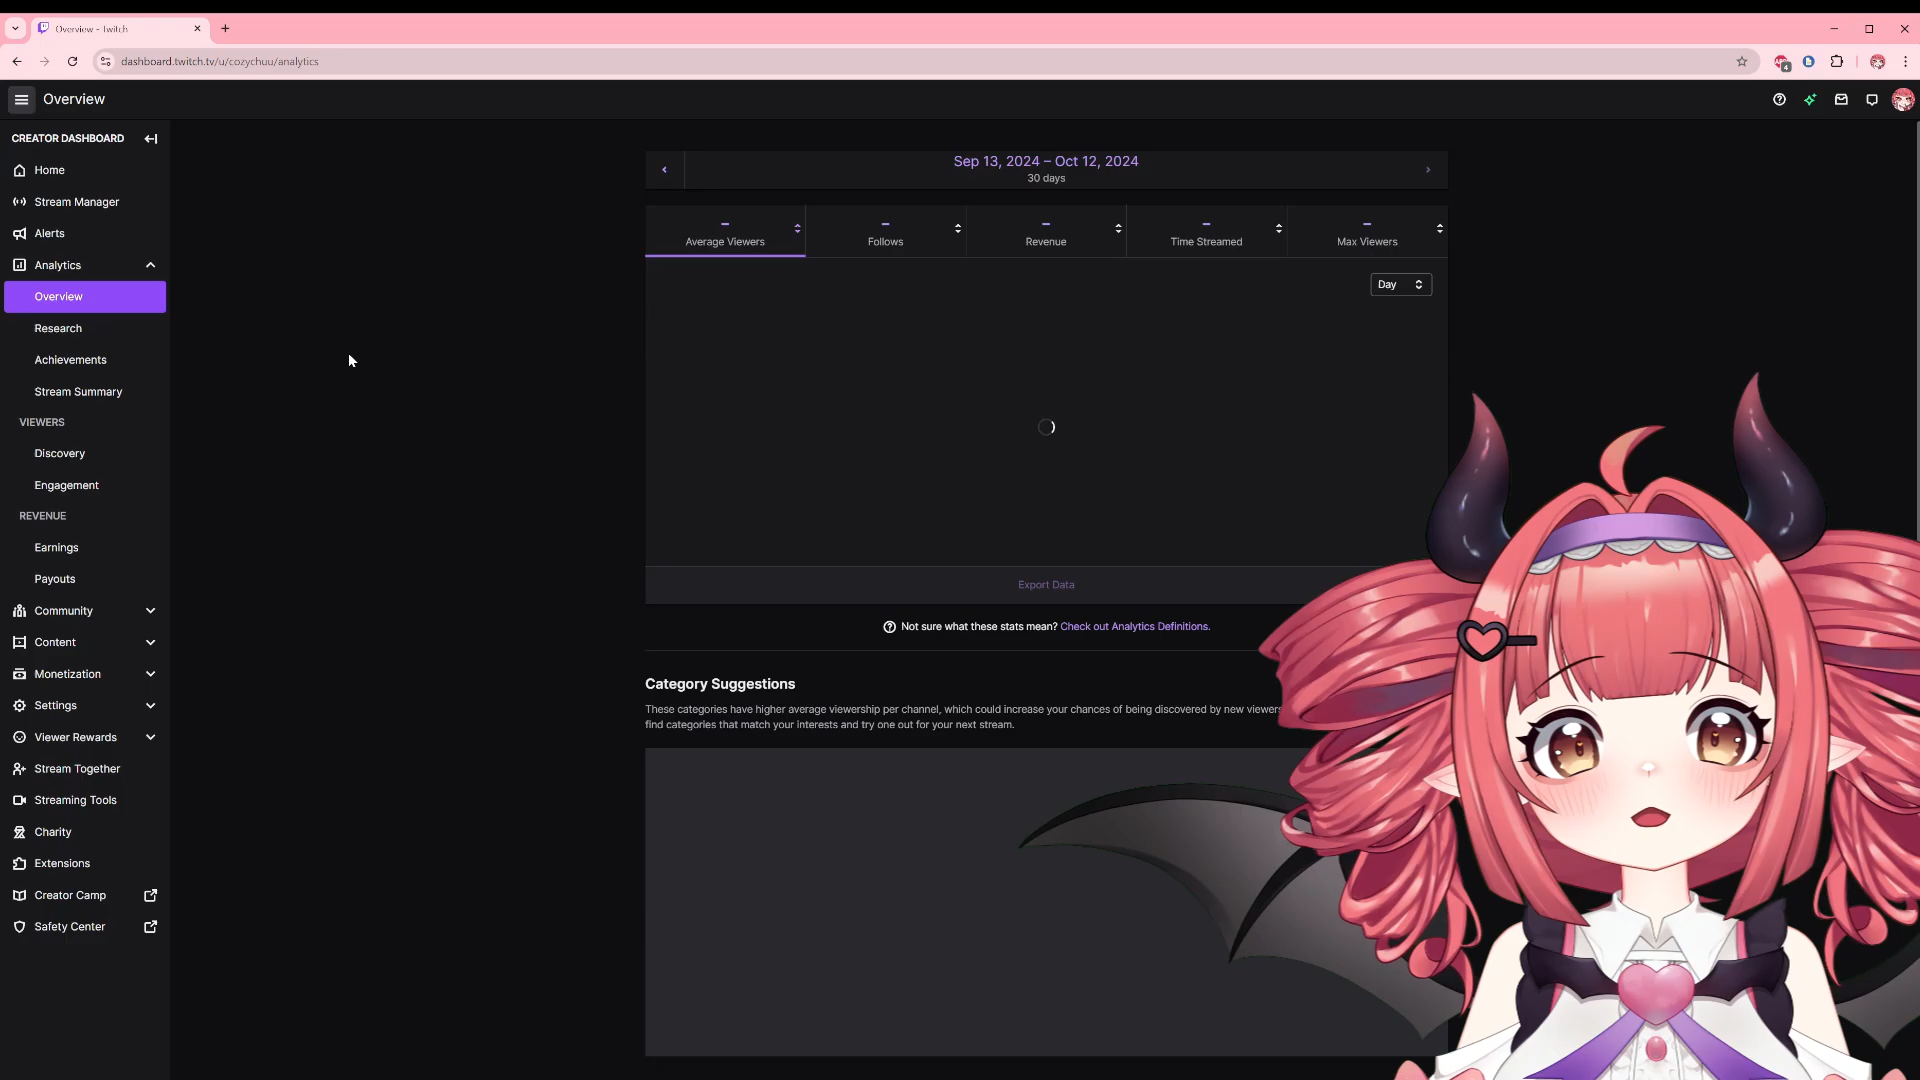 Overview - Twitch
dashboard.twitch.tv/u/cozychuu/analytics
4
Overview
CREATOR DASHBOARD
Home
Stream Manager
Alerts
Analytics
Overview
Research
Achievements
Stream Summary
VIEWERS
Discovery
Engagement
REVENUE
Earnings
Payouts
Community
Content
Monetization
Settings
Viewer Rewards
Stream Together
Streaming Tools
Charity
Extensions
Creator Camp
Safety Center
Sep 13, 2024 – Oct 12, 2024
30 days
– – – – –
Average Viewers Follows Revenue Time Streamed Max Viewers
Day
Export Data
Not sure what these stats mean? Check out Analytics Definitions.
Category Suggestions
These categories have higher average viewership per channel, which could increase your chances of being discovered by new viewers
find categories that match your interests and try one out for your next stream.